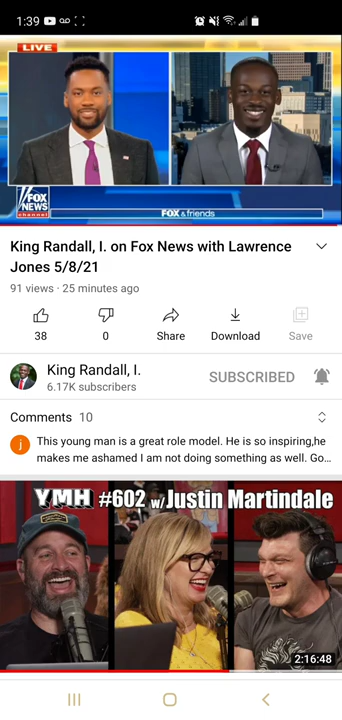 1:39
LIVE
FOX
NEWS
channel
FOX & friends
King Randall, I. on Fox News with Lawrence
Jones 5/8/21
91 views · 25 minutes ago
38
0
Share
Download
Save
King Randall, I.
6.17K subscribers
SUBSCRIBED
Comments 10
j
This young man is a great role model. He is so inspiring,he
makes me ashamed I am not doing something as well. Go...
YMH #602 w/Justin Martindale
2:16:48